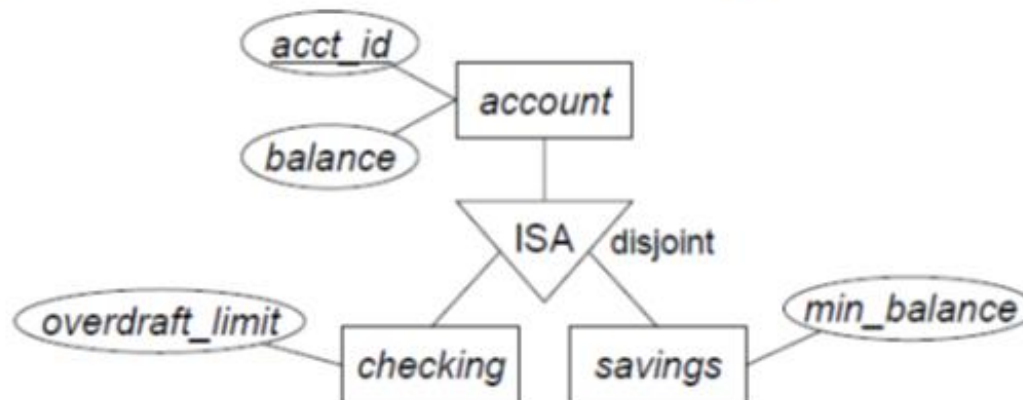 acct_id
account
balance
ISA disjoint
overdraft_limit
min_balance
checking
savings